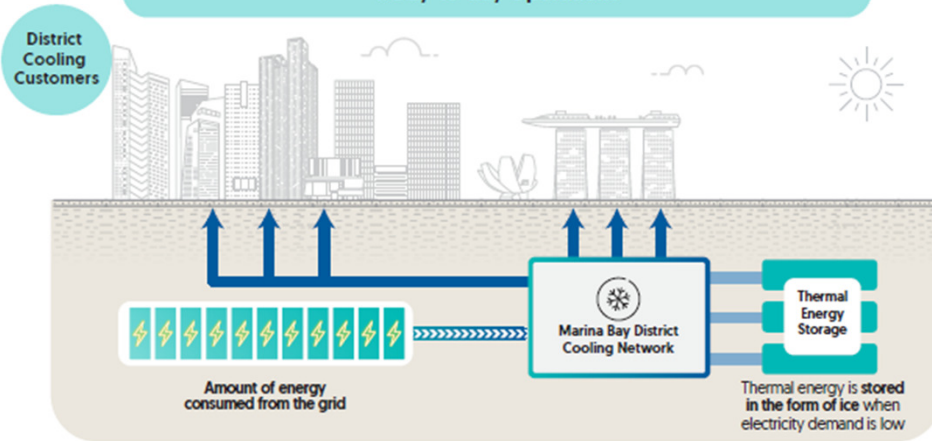 District
Cooling
Customers
Marina Bay District
Cooling Network
Thermal
Energy
Storage
Amount of energy
consumed from the grid
Thermal energy is stored
in the form of ice when
electricity demand is low